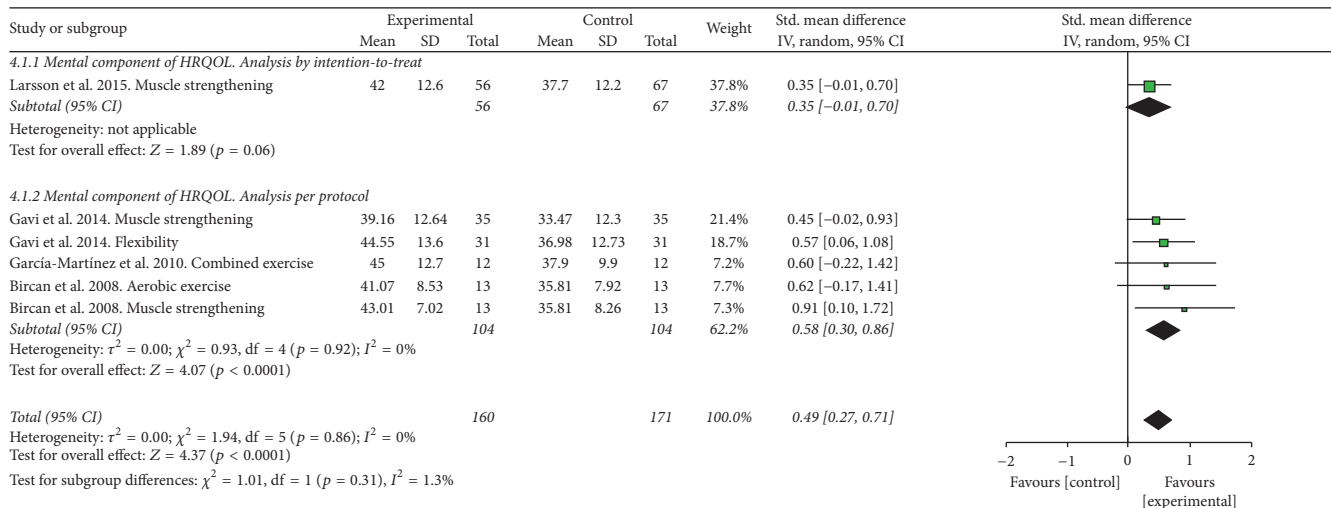 Study or subgroup Experimental Control Weight Std. mean difference Std. mean difference
Mean SD Total Mean SD Total IV, random, 95% CI IV, random, 95% CI
4.1.1 Mental component of HRQOL. Analysis by intention-to-treat
Larsson et al. 2015. Muscle strengthening 42 12.6 56 37.7 12.2 67 37.8% 0.35 [−0.01, 0.70]
Subtotal (95% CI) 56 67 37.8% 0.35 [−0.01, 0.70]
Heterogeneity: not applicable
Test for overall effect: Z = 1.89 (p = 0.06)
4.1.2 Mental component of HRQOL. Analysis per protocol
Gavi et al. 2014. Muscle strengthening 39.16 12.64 35 33.47 12.3 35 21.4% 0.45 [−0.02, 0.93]
Gavi et al. 2014. Flexibility 44.55 13.6 31 36.98 12.73 31 18.7% 0.57 [0.06, 1.08]
García-Martínez et al. 2010. Combined exercise 45 12.7 12 37.9 9.9 12 7.2% 0.60 [−0.22, 1.42]
Bircan et al. 2008. Aerobic exercise 41.07 8.53 13 35.81 7.92 13 7.7% 0.62 [−0.17, 1.41]
Bircan et al. 2008. Muscle strengthening 43.01 7.02 13 35.81 8.26 13 7.3% 0.91 [0.10, 1.72]
Subtotal (95% CI) 104 104 62.2% 0.58 [0.30, 0.86]
Heterogeneity: τ² = 0.00; χ² = 0.93, df = 4 (p = 0.92); I² = 0%
Test for overall effect: Z = 4.07 (p < 0.0001)
Total (95% CI) 160 171 100.0% 0.49 [0.27, 0.71]
Heterogeneity: τ² = 0.00; χ² = 1.94, df = 5 (p = 0.86); I² = 0%
Test for overall effect: Z = 4.37 (p < 0.0001)
Test for subgroup differences: χ² = 1.01, df = 1 (p = 0.31), I² = 1.3%
−2 −1 0 1 2
Favours [control] Favours
[experimental]